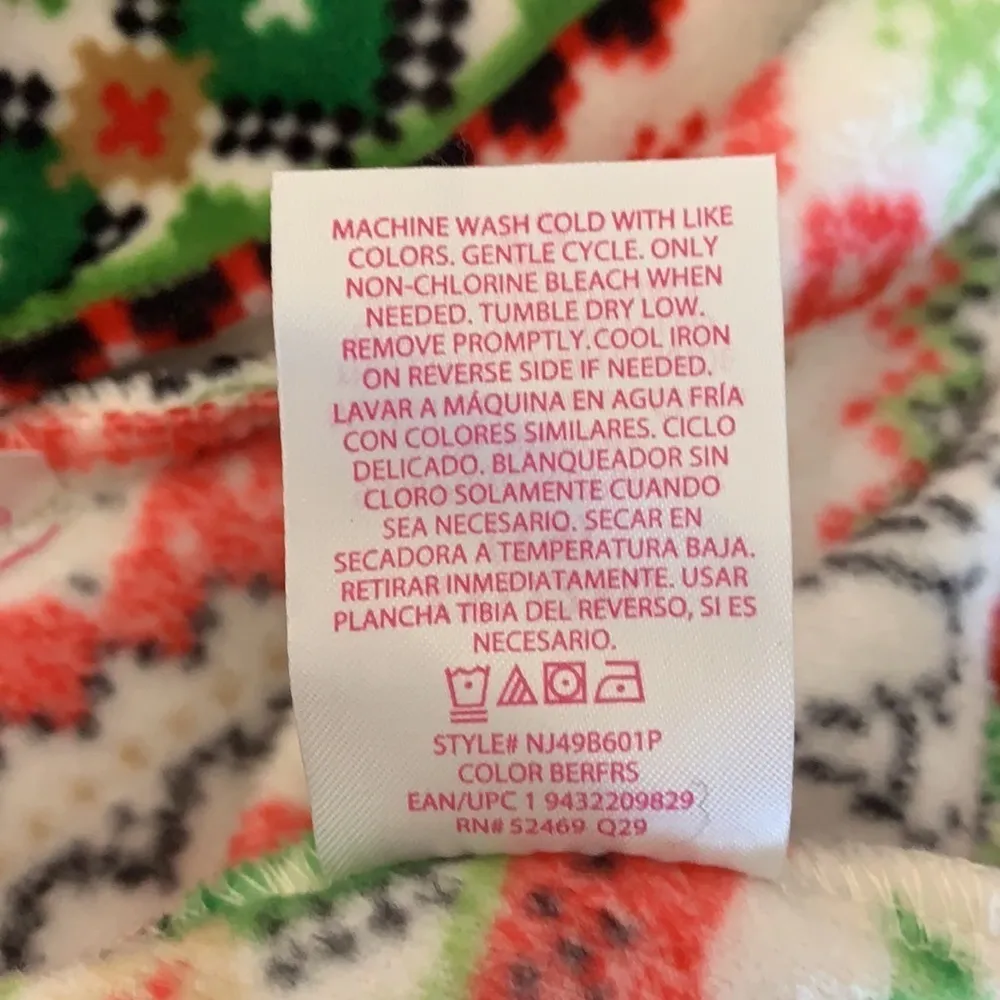 MACHINE WASH COLD WITH LIKE
COLORS. GENTLE CYCLE. ONLY
NON-CHLORINE BLEACH WHEN
NEEDED. TUMBLE DRY LOW.
REMOVE PROMPTLY.COOL IRON
ON REVERSE SIDE IF NEEDED.
LAVAR A MÁQUINA EN AGUA FRÍA
CON COLORES SIMILARES. CICLO
DELICADO. BLANQUEADOR SIN
CLORO SOLAMENTE CUANDO
SEA NECESARIO. SECAR EN
SECADORA A TEMPERATURA BAJA.
RETIRAR INMEDIATAMENTE. USAR
PLANCHA TIBIA DEL REVERSO, SI ES
NECESARIO.
STYLE# NJ49B601P
COLOR BERFRS
EAN/UPC 1 9432209829
RN# 52469 Q29